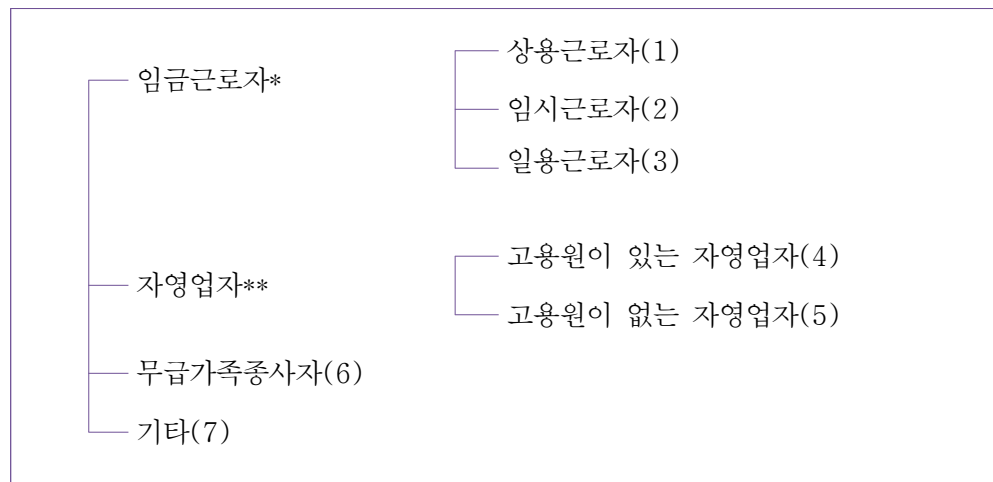 임금근로자*
상용근로자(1)
임시근로자(2)
일용근로자(3)
자영업자**
고용원이 있는 자영업자(4)
고용원이 없는 자영업자(5)
무급가족종사자(6)
기타(7)